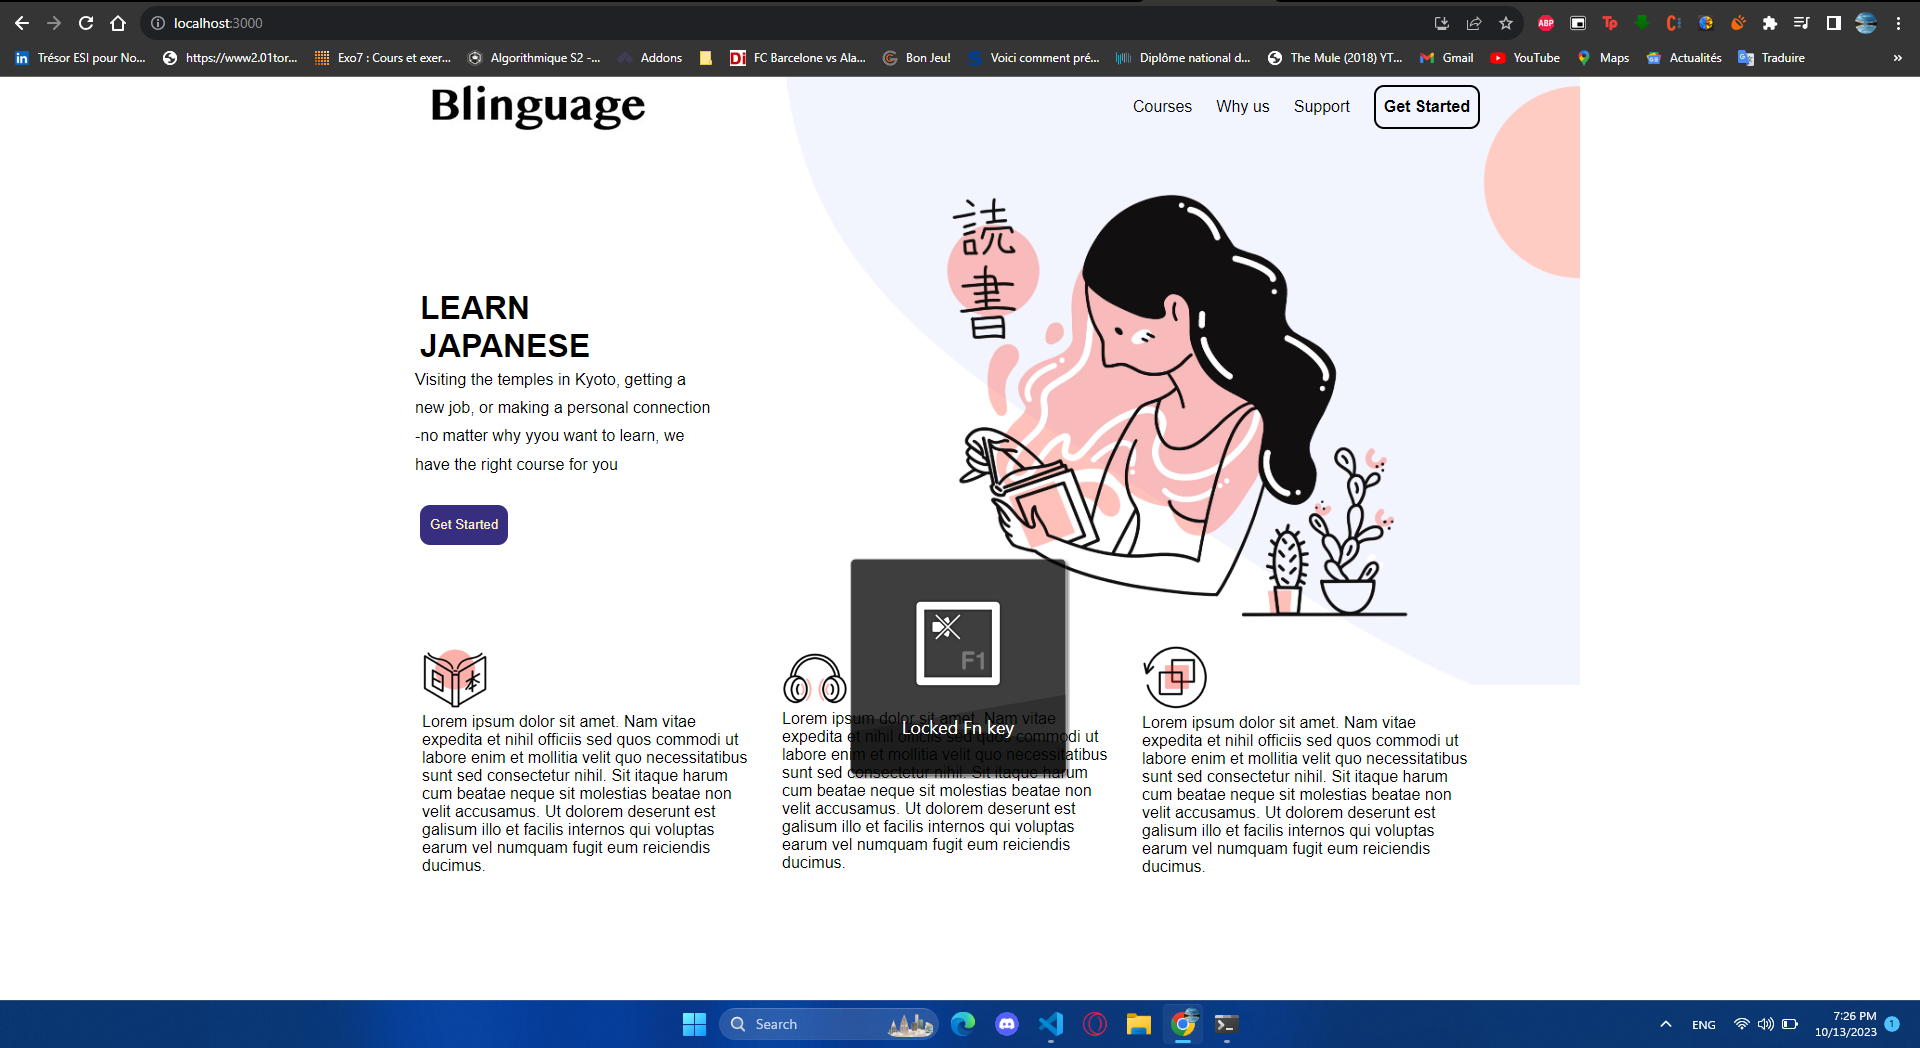 localhost:3000
Trésor ESI pour No...
https://www2.01tor...
Exo7 : Cours et exer...
Algorithmique S2 -...
Addons
FC Barcelone vs Ala...
Bon Jeu!
Voici comment pré...
Diplôme national d...
The Mule (2018) YT...
Gmail
YouTube
Maps
Actualités
Traduire
»
Blinguage
Courses
Why us
Support
Get Started
読
書
LEARN
JAPANESE
Visiting the temples in Kyoto, getting a
new job, or making a personal connection
-no matter why yyou want to learn, we
have the right course for you
Get Started
Lorem ipsum dolor sit amet. Nam vitae
expedita et nihil officiis sed quos commodi ut
labore enim et mollitia velit quo necessitatibus
sunt sed consectetur nihil. Sit itaque harum
cum beatae neque sit molestias beatae non
velit accusamus. Ut dolorem deserunt est
galisum illo et facilis internos qui voluptas
earum vel numquam fugit eum reiciendis
ducimus.
Lorem ipsum dolor sit amet. Nam vitae
expedita et nihil officiis sed quos commodi ut
labore enim et mollitia velit quo necessitatibus
sunt sed consectetur nihil. Sit itaque harum
cum beatae neque sit molestias beatae non
velit accusamus. Ut dolorem deserunt est
galisum illo et facilis internos qui voluptas
earum vel numquam fugit eum reiciendis
ducimus.
F1
Locked Fn key
Lorem ipsum dolor sit amet. Nam vitae
expedita et nihil officiis sed quos commodi ut
labore enim et mollitia velit quo necessitatibus
sunt sed consectetur nihil. Sit itaque harum
cum beatae neque sit molestias beatae non
velit accusamus. Ut dolorem deserunt est
galisum illo et facilis internos qui voluptas
earum vel numquam fugit eum reiciendis
ducimus.
Search
ENG
7:26 PM
10/13/2023
1